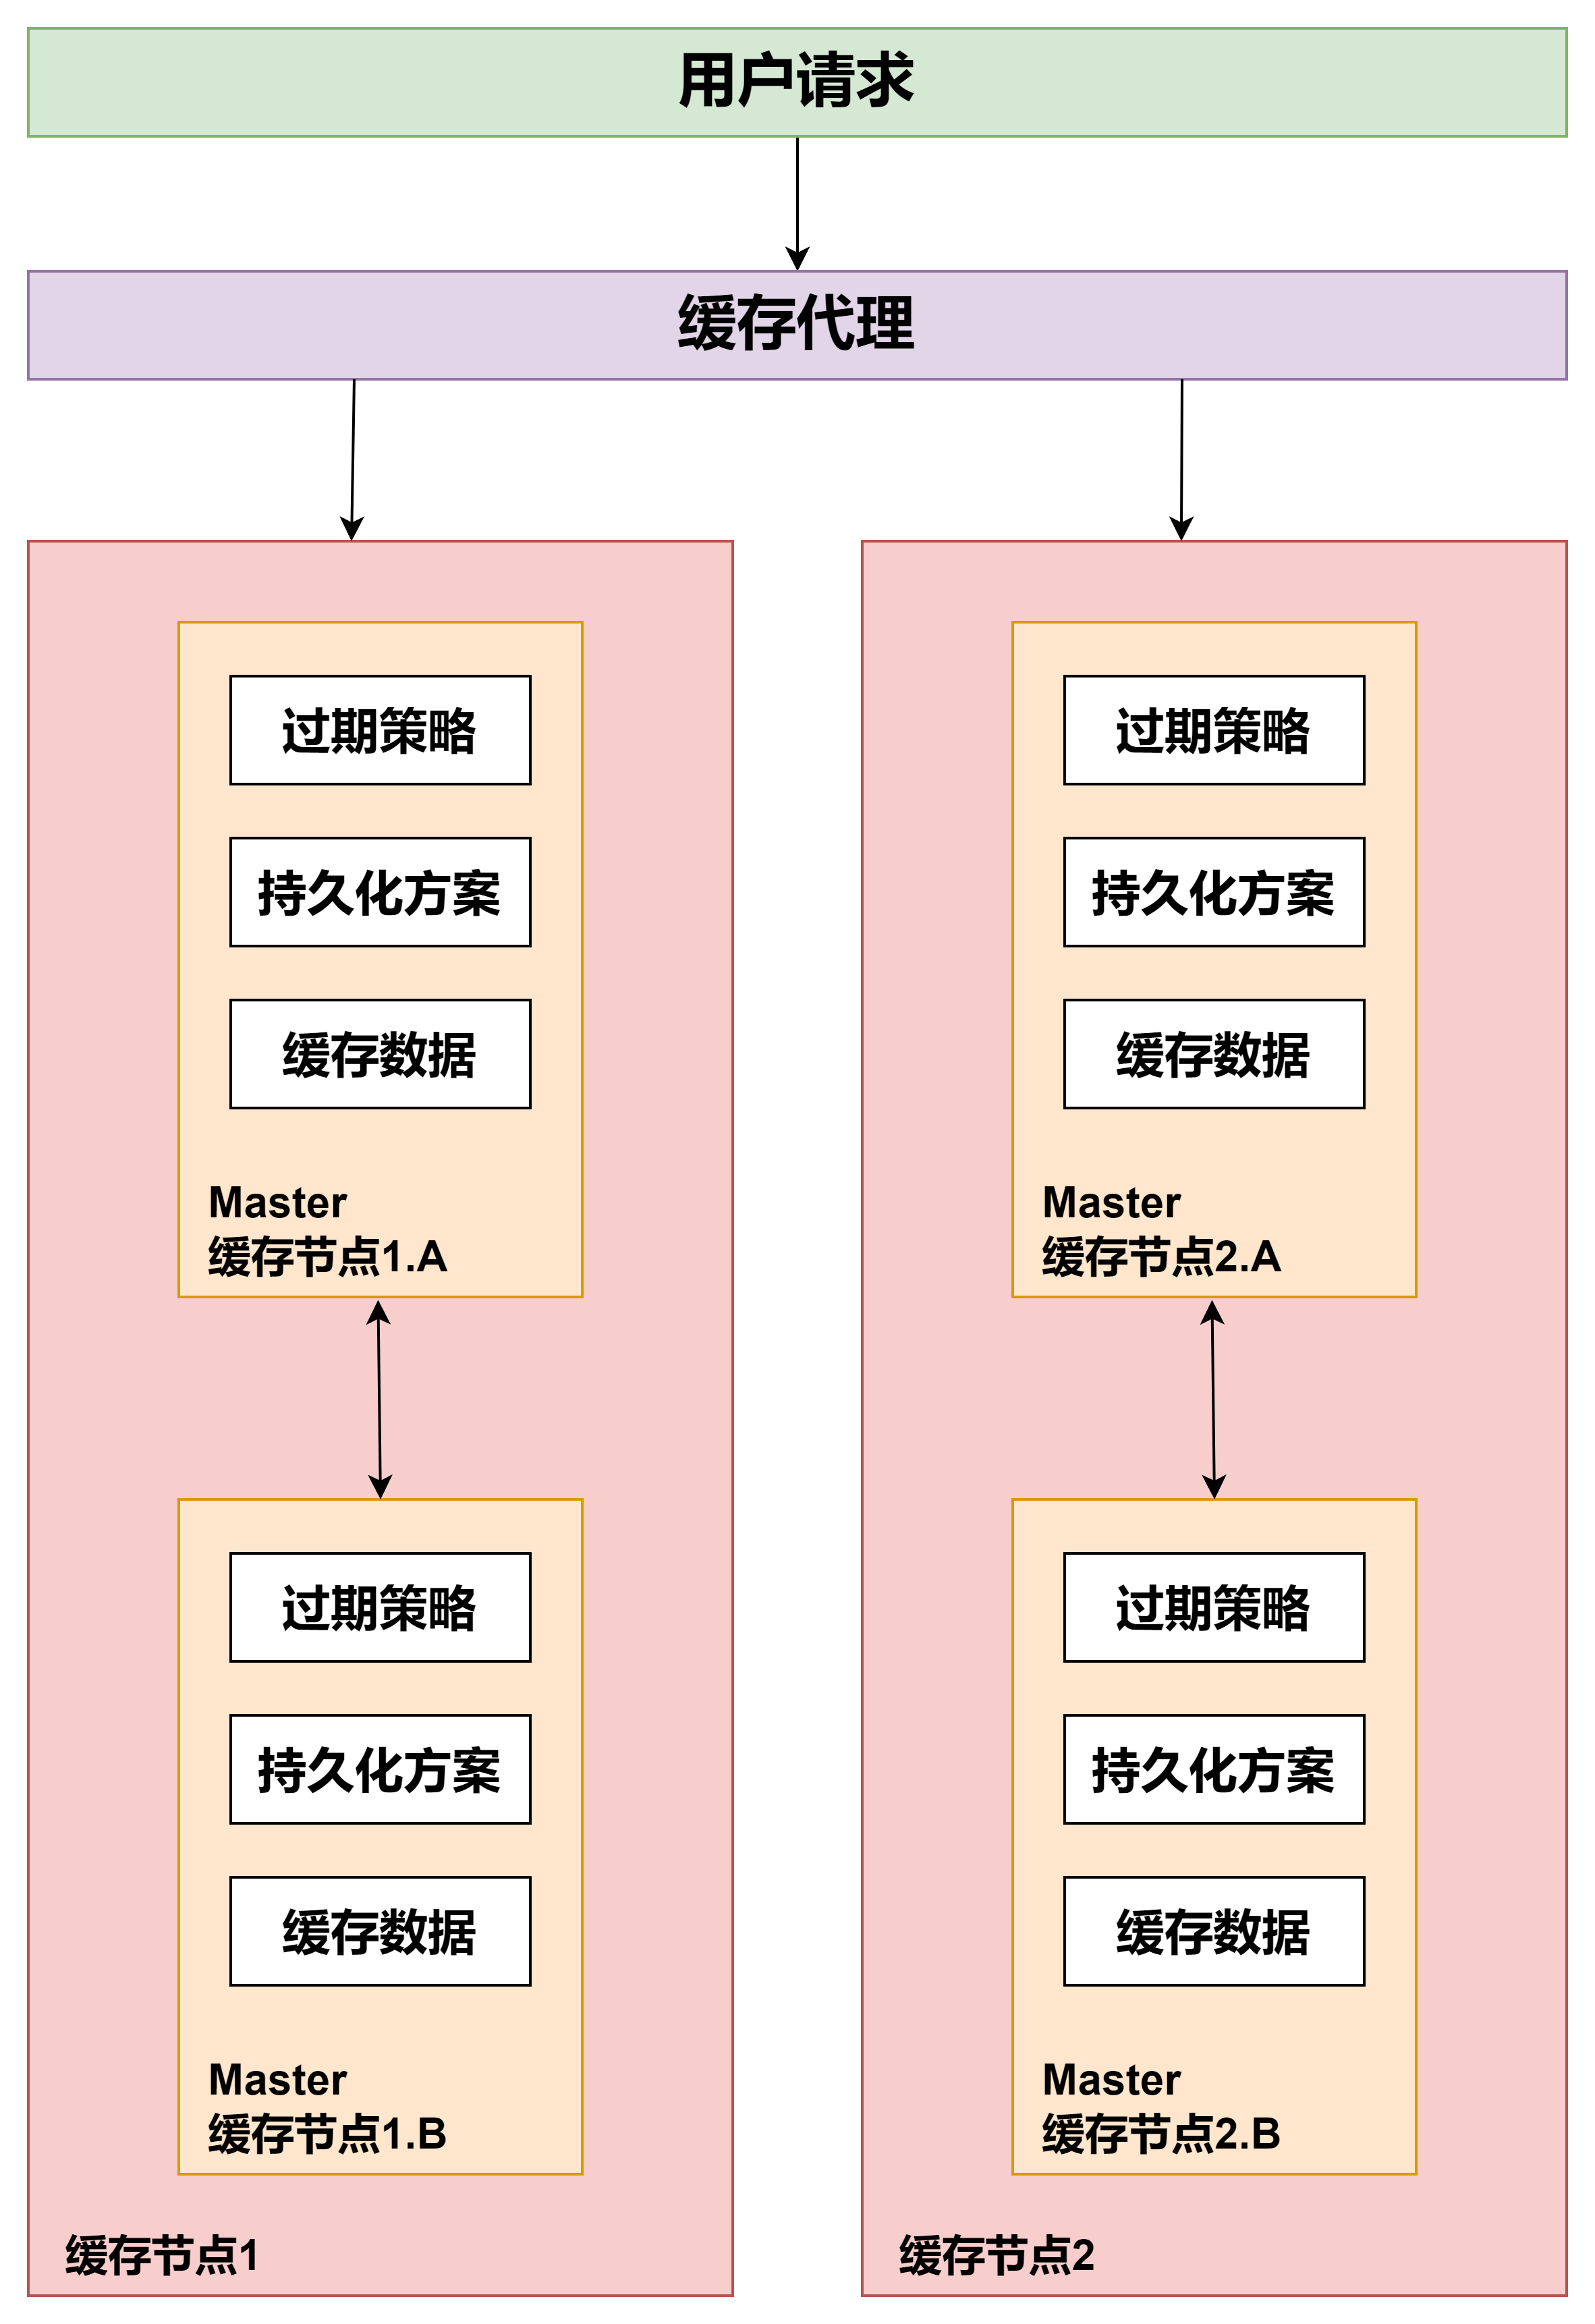 用户请求
缓存代理
过期策略
持久化方案
缓存数据
Master
缓存节点1.A
过期策略
持久化方案
缓存数据
Master
缓存节点1.B
缓存节点1
过期策略
持久化方案
缓存数据
Master
缓存节点2.A
过期策略
持久化方案
缓存数据
Master
缓存节点2.B
缓存节点2